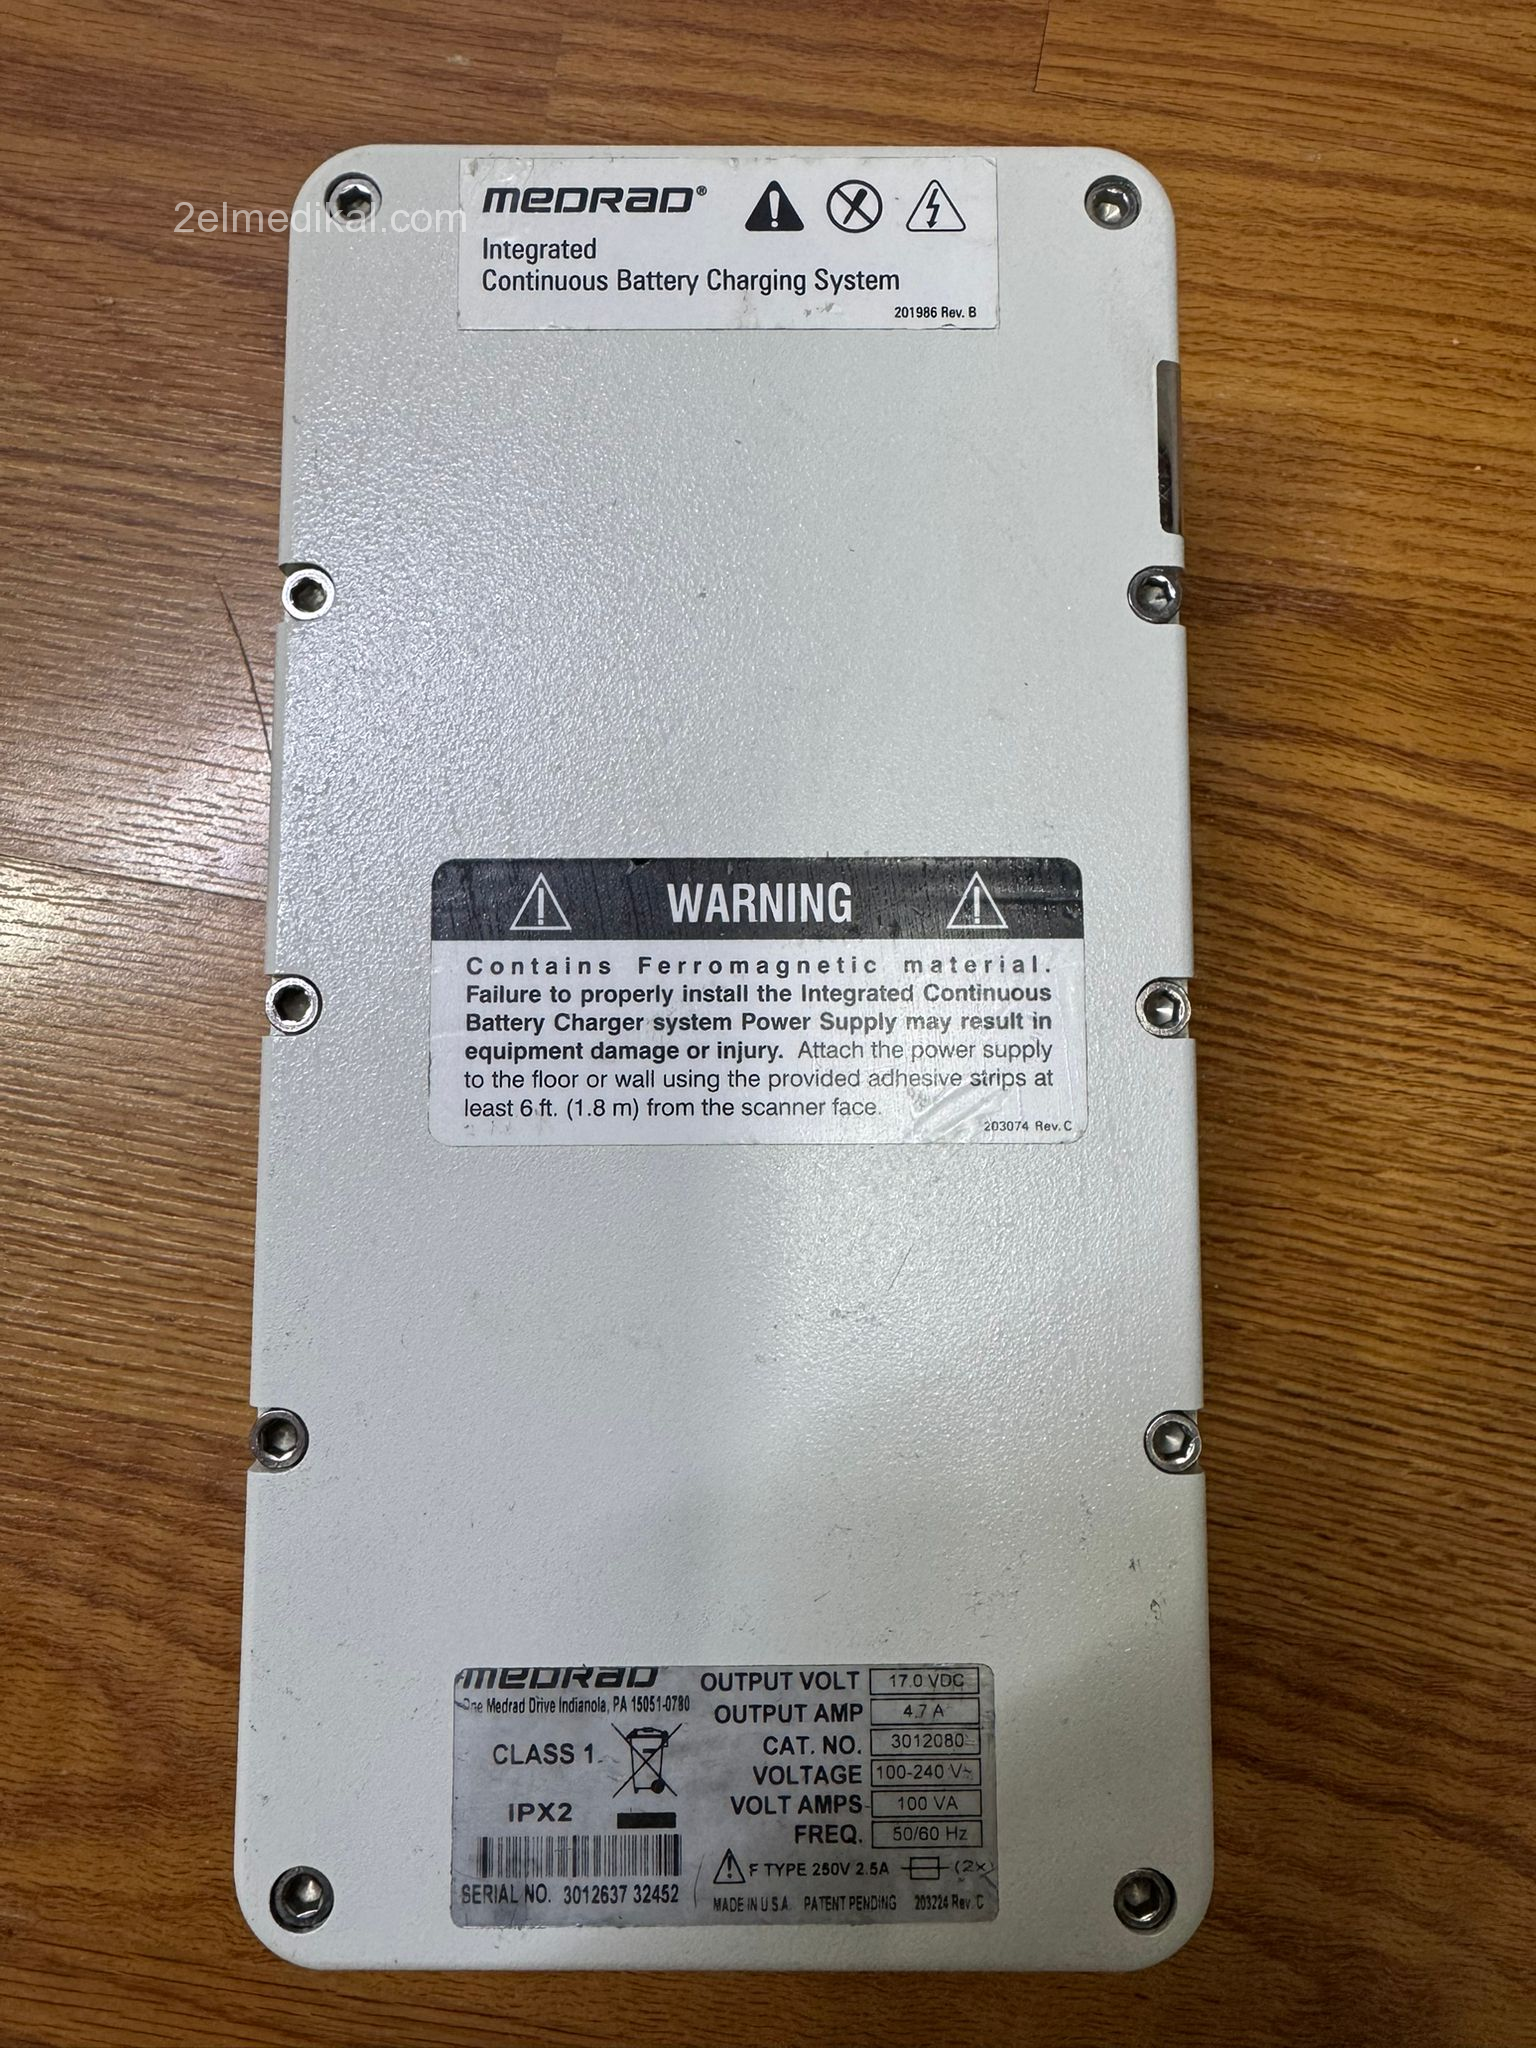 2elmedikal.com
MEDRAD®
Integrated
Continuous Battery Charging System
201986 Rev. B
WARNING
Contains Ferromagnetic material.
Failure to properly install the Integrated Continuous
Battery Charger system Power Supply may result in
equipment damage or injury. Attach the power supply
to the floor or wall using the provided adhesive strips at
least 6 ft. (1.8 m) from the scanner face.
203074 Rev. C
MEDRAD
One Medrad Drive Indianola, PA 15051-0780
CLASS 1
IPX2
SERIAL NO. 3012637 32452
OUTPUT VOLT 17.0 VDC
OUTPUT AMP 4.7 A
CAT. NO. 3012080
VOLTAGE 100-240 V~
VOLT AMPS 100 VA
FREQ. 50/60 Hz
F TYPE 250V 2.5A (2x)
MADE IN U.S.A. PATENT PENDING 203224 Rev. C